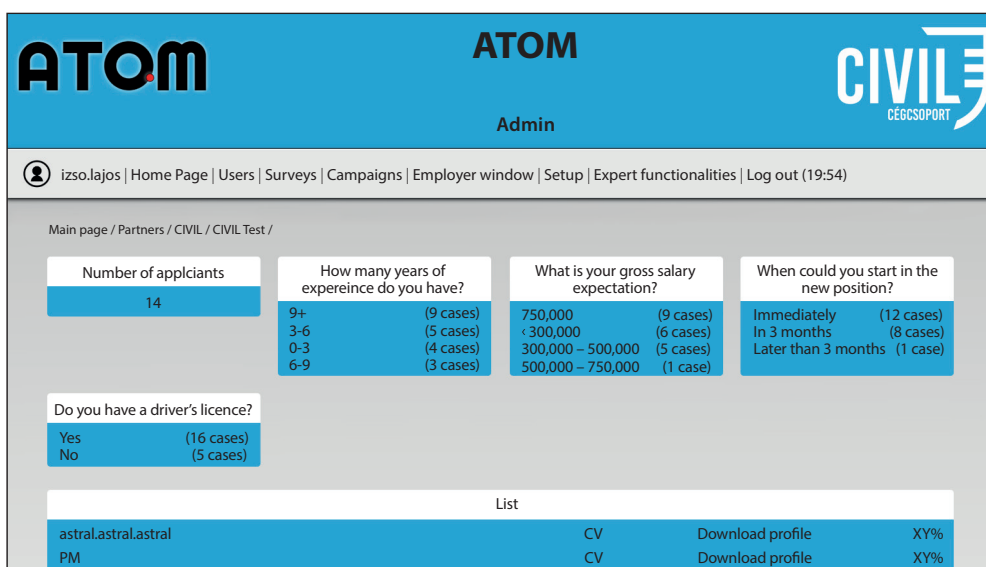 ATOM
ATOM
CIVIL
CÉGCSOPORT
Admin
izso.lajos | Home Page | Users | Surveys | Campaigns | Employer window | Setup | Expert functionalities | Log out (19:54)
Main page / Partners / CIVIL / CIVIL Test /
Number of applciants
14
How many years of
expereince do you have?
9+ (9 cases)
3-6 (5 cases)
0-3 (4 cases)
6-9 (3 cases)
What is your gross salary
expectation?
750,000 (9 cases)
‹ 300,000 (6 cases)
300,000 – 500,000 (5 cases)
500,000 – 750,000 (1 case)
When could you start in the
new position?
Immediately (12 cases)
In 3 months (8 cases)
Later than 3 months (1 case)
Do you have a driver’s licence?
Yes (16 cases)
No (5 cases)
List
astral.astral.astral CV Download profile XY%
PM CV Download profile XY%